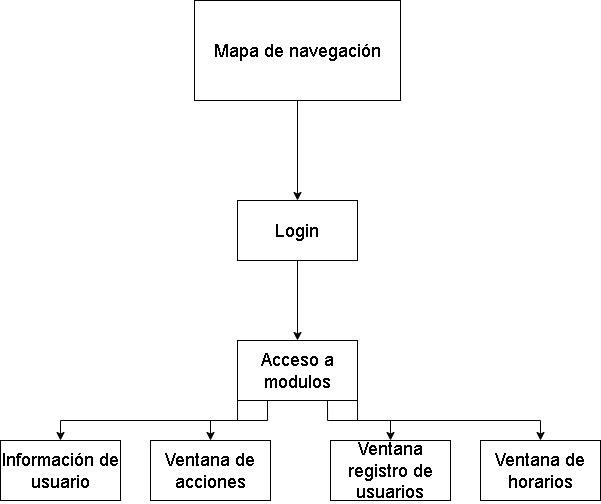 Mapa de navegación
Login
Acceso a
modulos
Información de
usuario
Ventana de
acciones
Ventana
registro de
usuarios
Ventana de
horarios